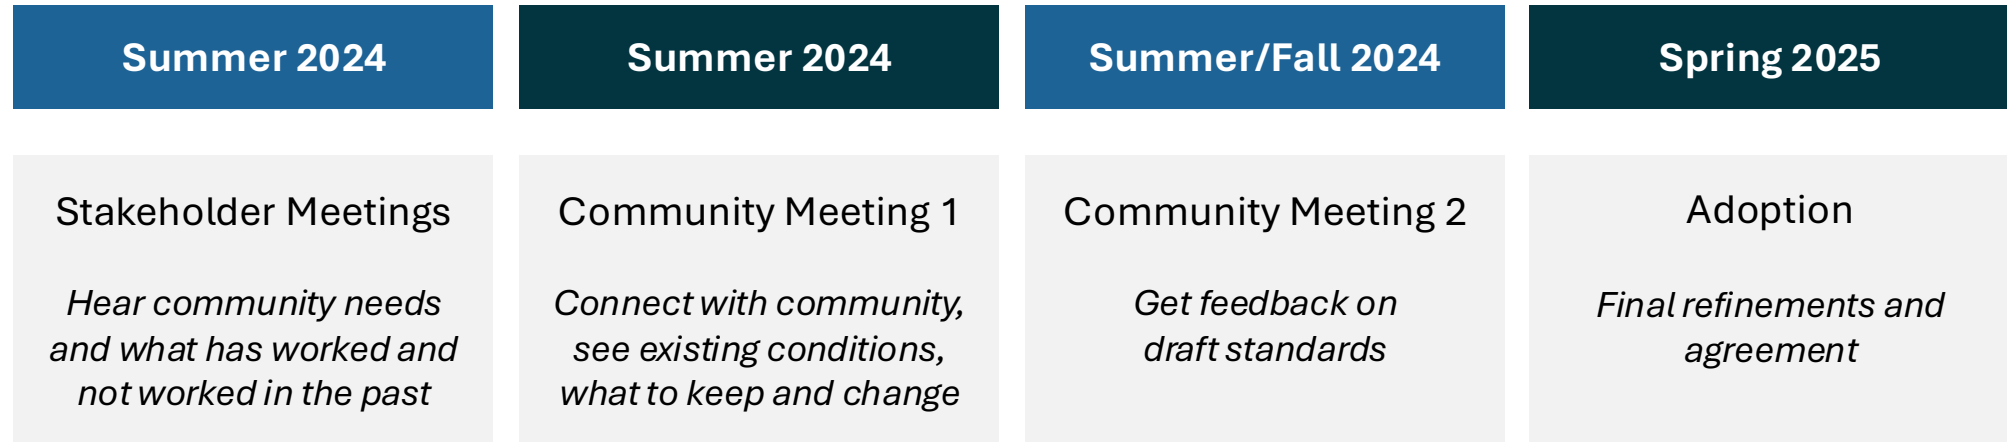 Summer 2024
Stakeholder Meetings
Hear community needs
and what has worked and
not worked in the past
Summer 2024
Community Meeting 1
Connect with community,
see existing conditions,
what to keep and change
Summer/Fall 2024
Community Meeting 2
Get feedback on
draft standards
Spring 2025
Adoption
Final refinements and
agreement